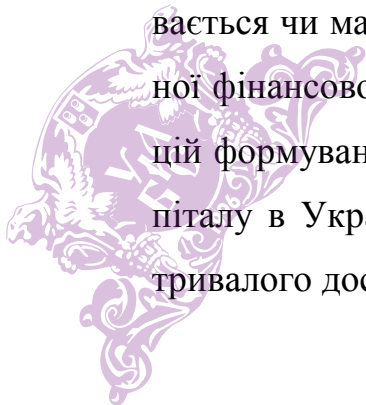 вається чи ма
ної фінансово
цій формуван
піталу в Укра
тривалого дос